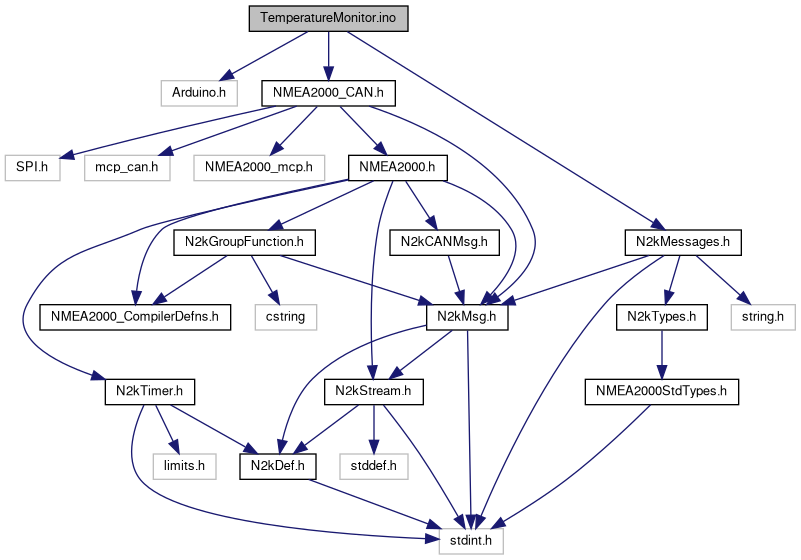 TemperatureMonitor.ino
Arduino.h
NMEA2000_CAN.h
SPI.h
mcp_can.h
NMEA2000_mcp.h
NMEA2000.h
N2kGroupFunction.h
N2kCANMsg.h
N2kMessages.h
NMEA2000_CompilerDefns.h
cstring
N2kMsg.h
N2kTypes.h
string.h
N2kTimer.h
N2kStream.h
NMEA2000StdTypes.h
limits.h
N2kDef.h
stddef.h
stdint.h